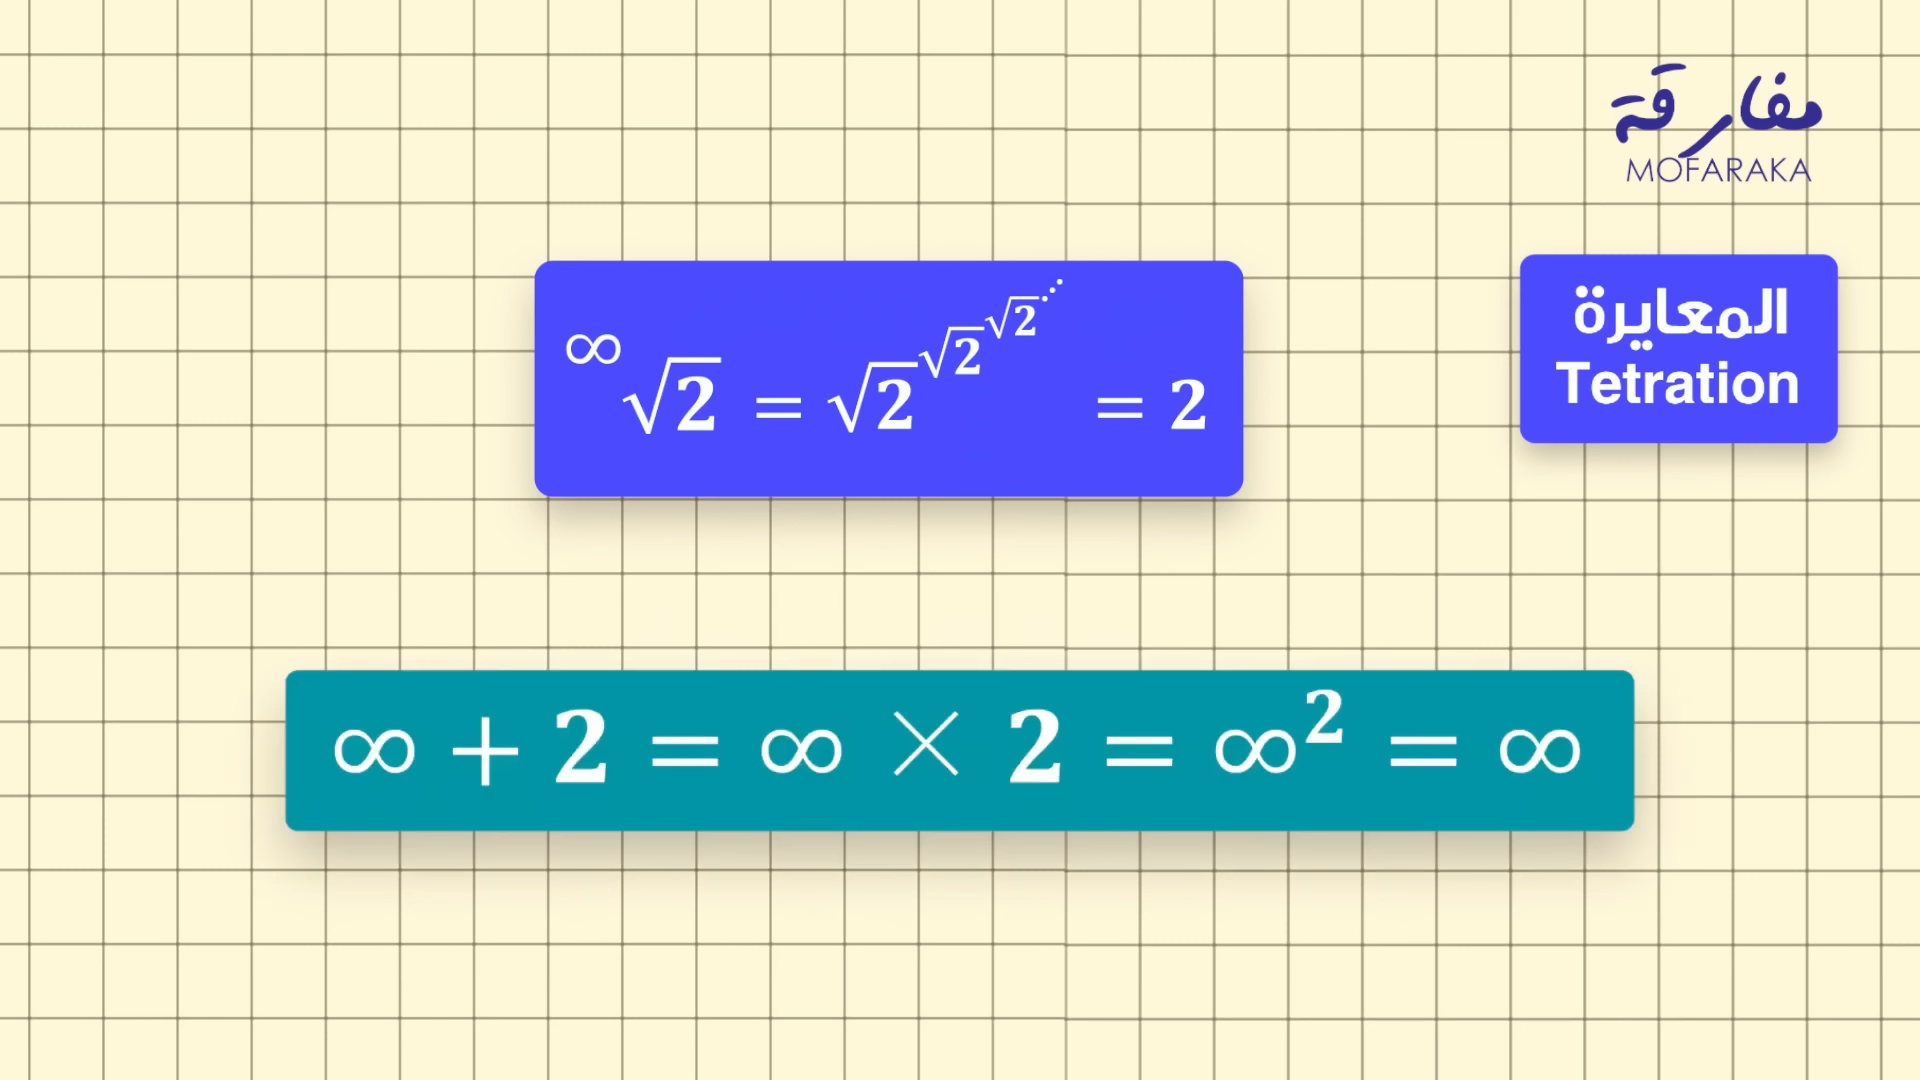 مفارقة
MOFARAKA
المعايرة
Tetration
∞√2 = √2^√2^√2^⋰ = 2
∞ + 2 = ∞ × 2 = ∞² = ∞